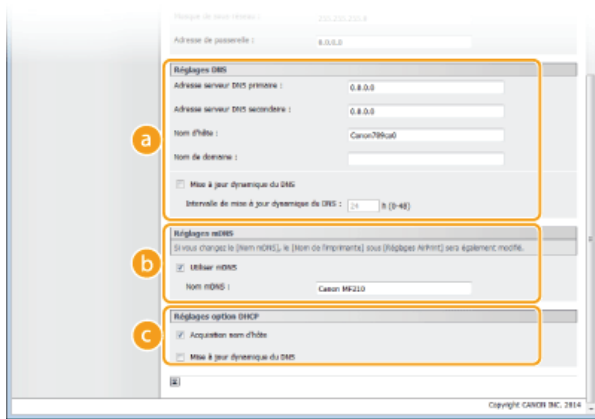 Masque de sous-réseau :
Adresse de passerelle :
0.0.0.0
Réglages DNS
Adresse serveur DNS primaire :
0.0.0.0
Adresse serveur DNS secondaire :
0.0.0.0
a
Nom d'hôte :
Canon789ca0
Nom de domaine :
Mise à jour dynamique du DNS
Intervalle de mise à jour dynamique du DNS :
24
h (0-48)
Réglages mDNS
Si vous changez le [Nom mDNS], le [Nom de l'imprimante] sous [Réglages AirPrint] sera également modifié.
b
Utiliser mDNS
Nom mDNS :
Canon MF210
Réglages option DHCP
c
Acquisition nom d'hôte
Mise à jour dynamique du DNS
Copyright CANON INC. 2014